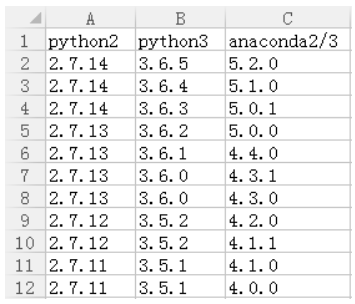 A B C
1 python2 python3 anaconda2/3
2 2.7.14 3.6.5 5.2.0
3 2.7.14 3.6.4 5.1.0
4 2.7.14 3.6.3 5.0.1
5 2.7.13 3.6.2 5.0.0
6 2.7.13 3.6.1 4.4.0
7 2.7.13 3.6.0 4.3.1
8 2.7.13 3.6.0 4.3.0
9 2.7.12 3.5.2 4.2.0
10 2.7.12 3.5.2 4.1.1
11 2.7.11 3.5.1 4.1.0
12 2.7.11 3.5.1 4.0.0